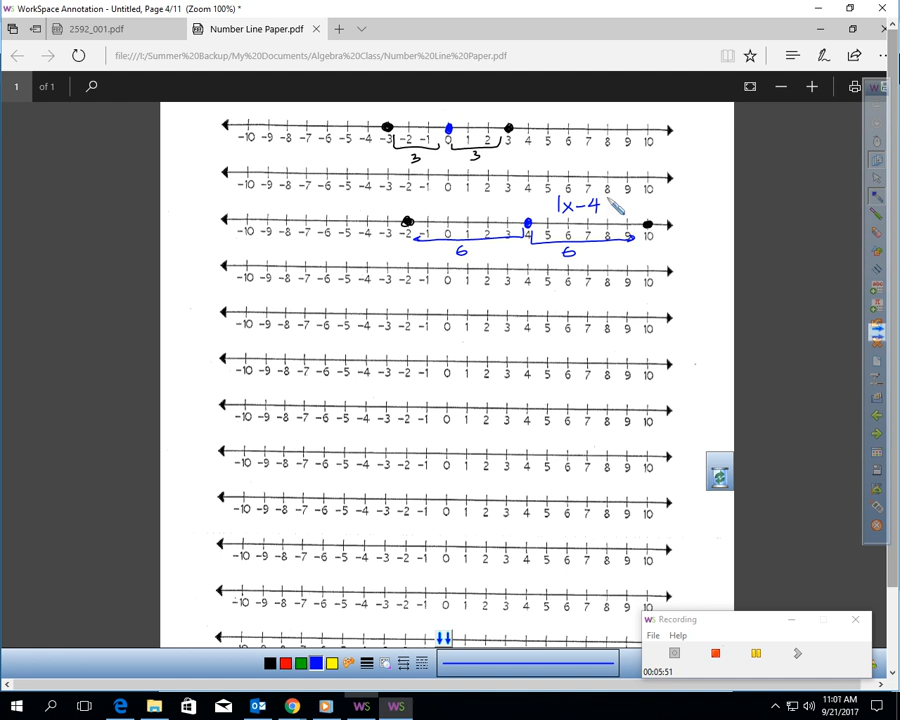 WS WorkSpace Annotation - Untitled, Page 4/11 (Zoom 100%) *
2592_001.pdf
Number Line Paper.pdf
file:///I:/Summer%20Backup/My%20Documents/Algebra%20Class/Number%20Line%20Paper.pdf
1 of 1
-10 -9 -8 -7 -6 -5 -4 -3 -2 -1 0 1 2 3 4 5 6 7 8 9 10
3 3
-10 -9 -8 -7 -6 -5 -4 -3 -2 -1 0 1 2 3 4 5 6 7 8 9 10
|x-4
-10 -9 -8 -7 -6 -5 -4 -3 -2 -1 0 1 2 3 4 5 6 7 8 9 10
6 6
-10 -9 -8 -7 -6 -5 -4 -3 -2 -1 0 1 2 3 4 5 6 7 8 9 10
-10 -9 -8 -7 -6 -5 -4 -3 -2 -1 0 1 2 3 4 5 6 7 8 9 10
-10 -9 -8 -7 -6 -5 -4 -3 -2 -1 0 1 2 3 4 5 6 7 8 9 10
-10 -9 -8 -7 -6 -5 -4 -3 -2 -1 0 1 2 3 4 5 6 7 8 9 10
-10 -9 -8 -7 -6 -5 -4 -3 -2 -1 0 1 2 3 4 5 6 7 8 9 10
-10 -9 -8 -7 -6 -5 -4 -3 -2 -1 0 1 2 3 4 5 6 7 8 9 10
-10 -9 -8 -7 -6 -5 -4 -3 -2 -1 0 1 2 3 4 5 6 7 8 9 10
-10 -9 -8 -7 -6 -5 -4 -3 -2 -1 0 1 2 3 4 5 6 7 8 9 10
WS Recording
File Help
00:05:51
WS WS
11:01 AM
9/21/2017